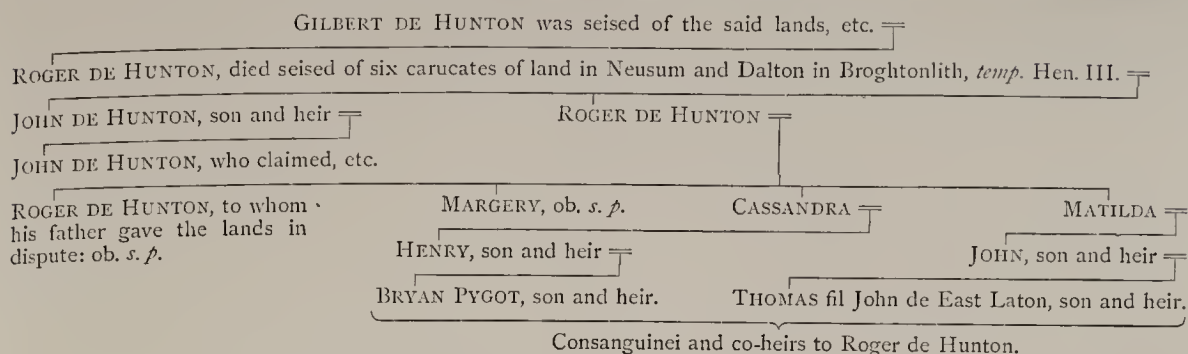 GILBERT DE HUNTON was seised of the said lands, etc.
ROGER DE HUNTON, died seised of six carucates of land in Neusum and Dalton in Broghtonlith, temp. Hen. III.
JOHN DE HUNTON, son and heir
ROGER DE HUNTON
JOHN DE HUNTON, who claimed, etc.
ROGER DE HUNTON, to whom
his father gave the lands in
dispute: ob. s. p.
MARGERY, ob. s. p.
CASSANDRA
MATILDA
HENRY, son and heir
JOHN, son and heir
BRYAN PYGOT, son and heir.
THOMAS fil John de East Laton, son and heir.
Consanguinei and co-heirs to Roger de Hunton.